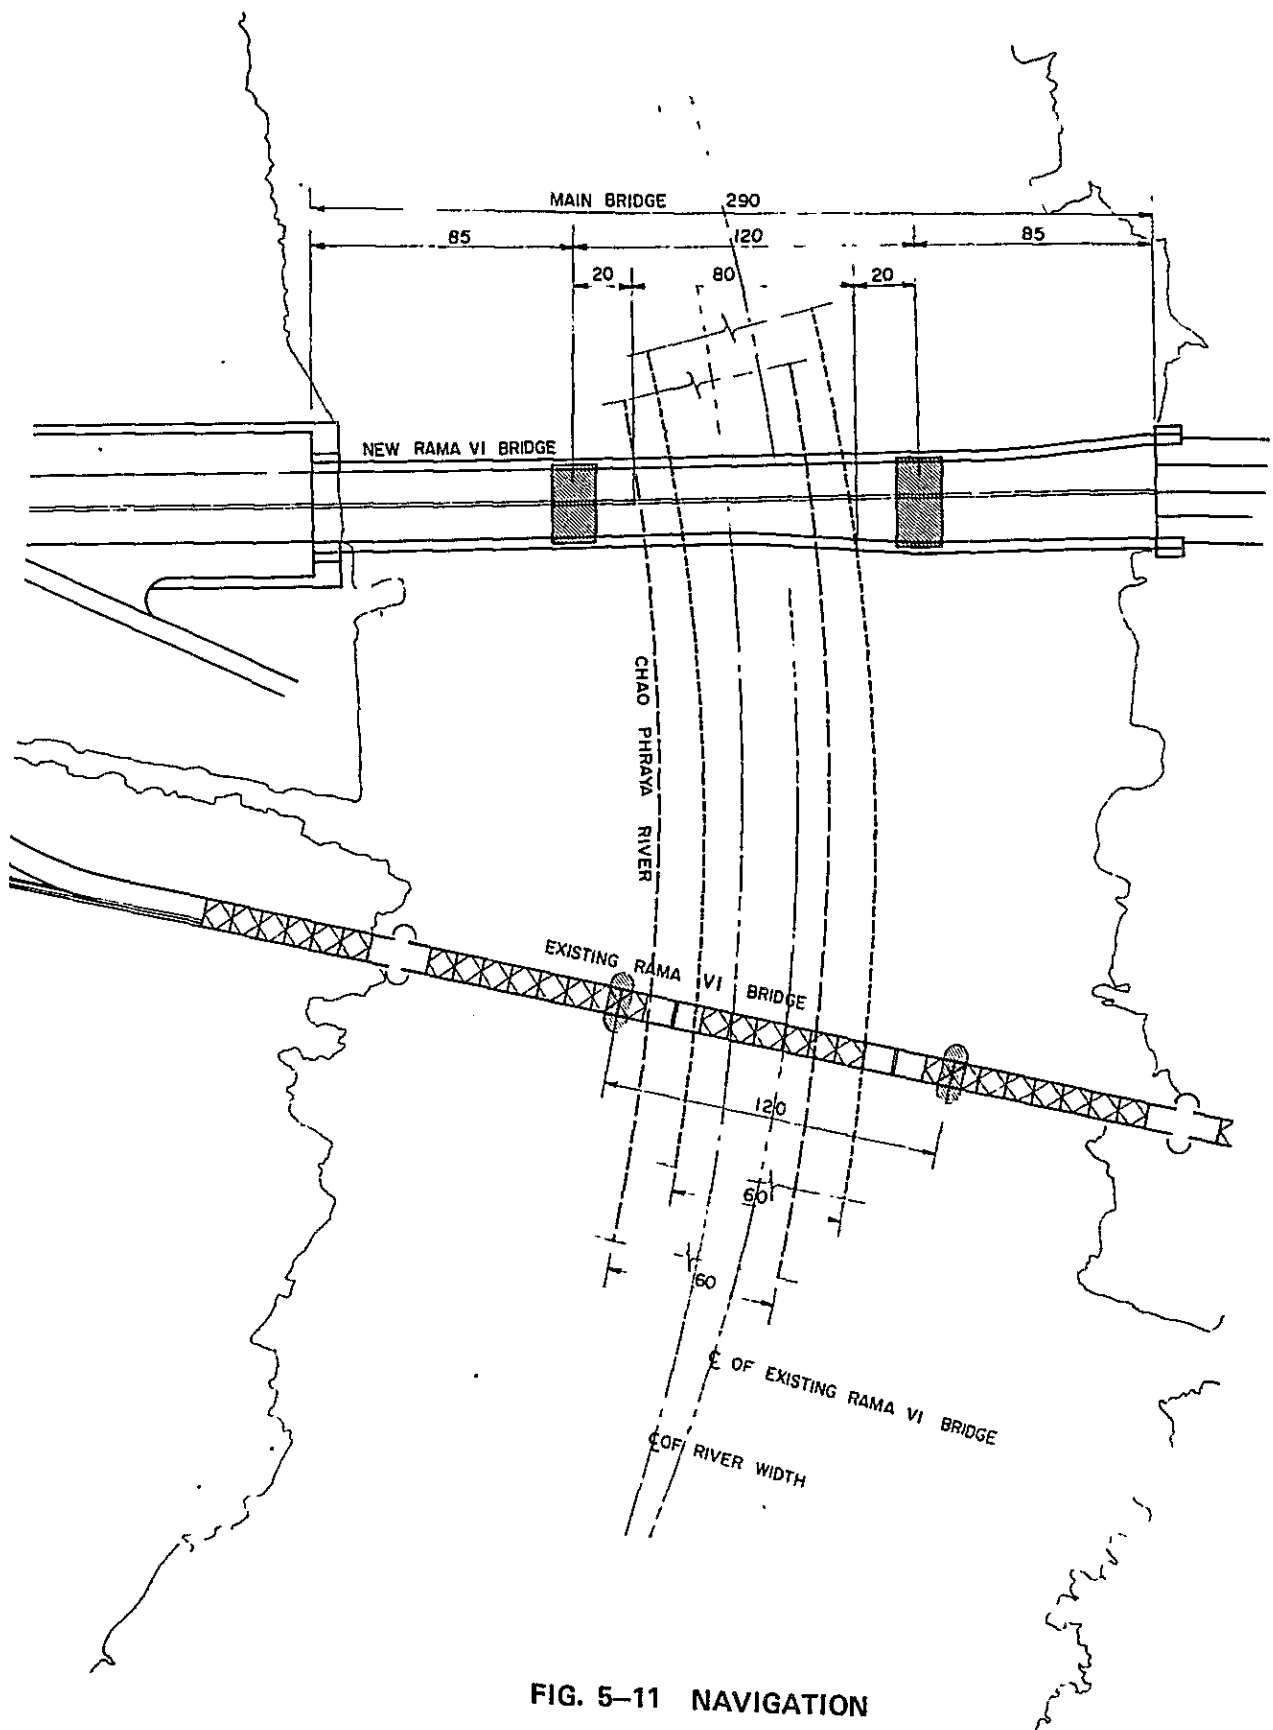 MAIN BRIDGE 290
85 120 85
20 80 20
NEW RAMA VI BRIDGE
CHAO PHRAYA RIVER
EXISTING RAMA VI BRIDGE
120
60
60
℄ OF EXISTING RAMA VI BRIDGE
℄ OF RIVER WIDTH
FIG. 5–11 NAVIGATION